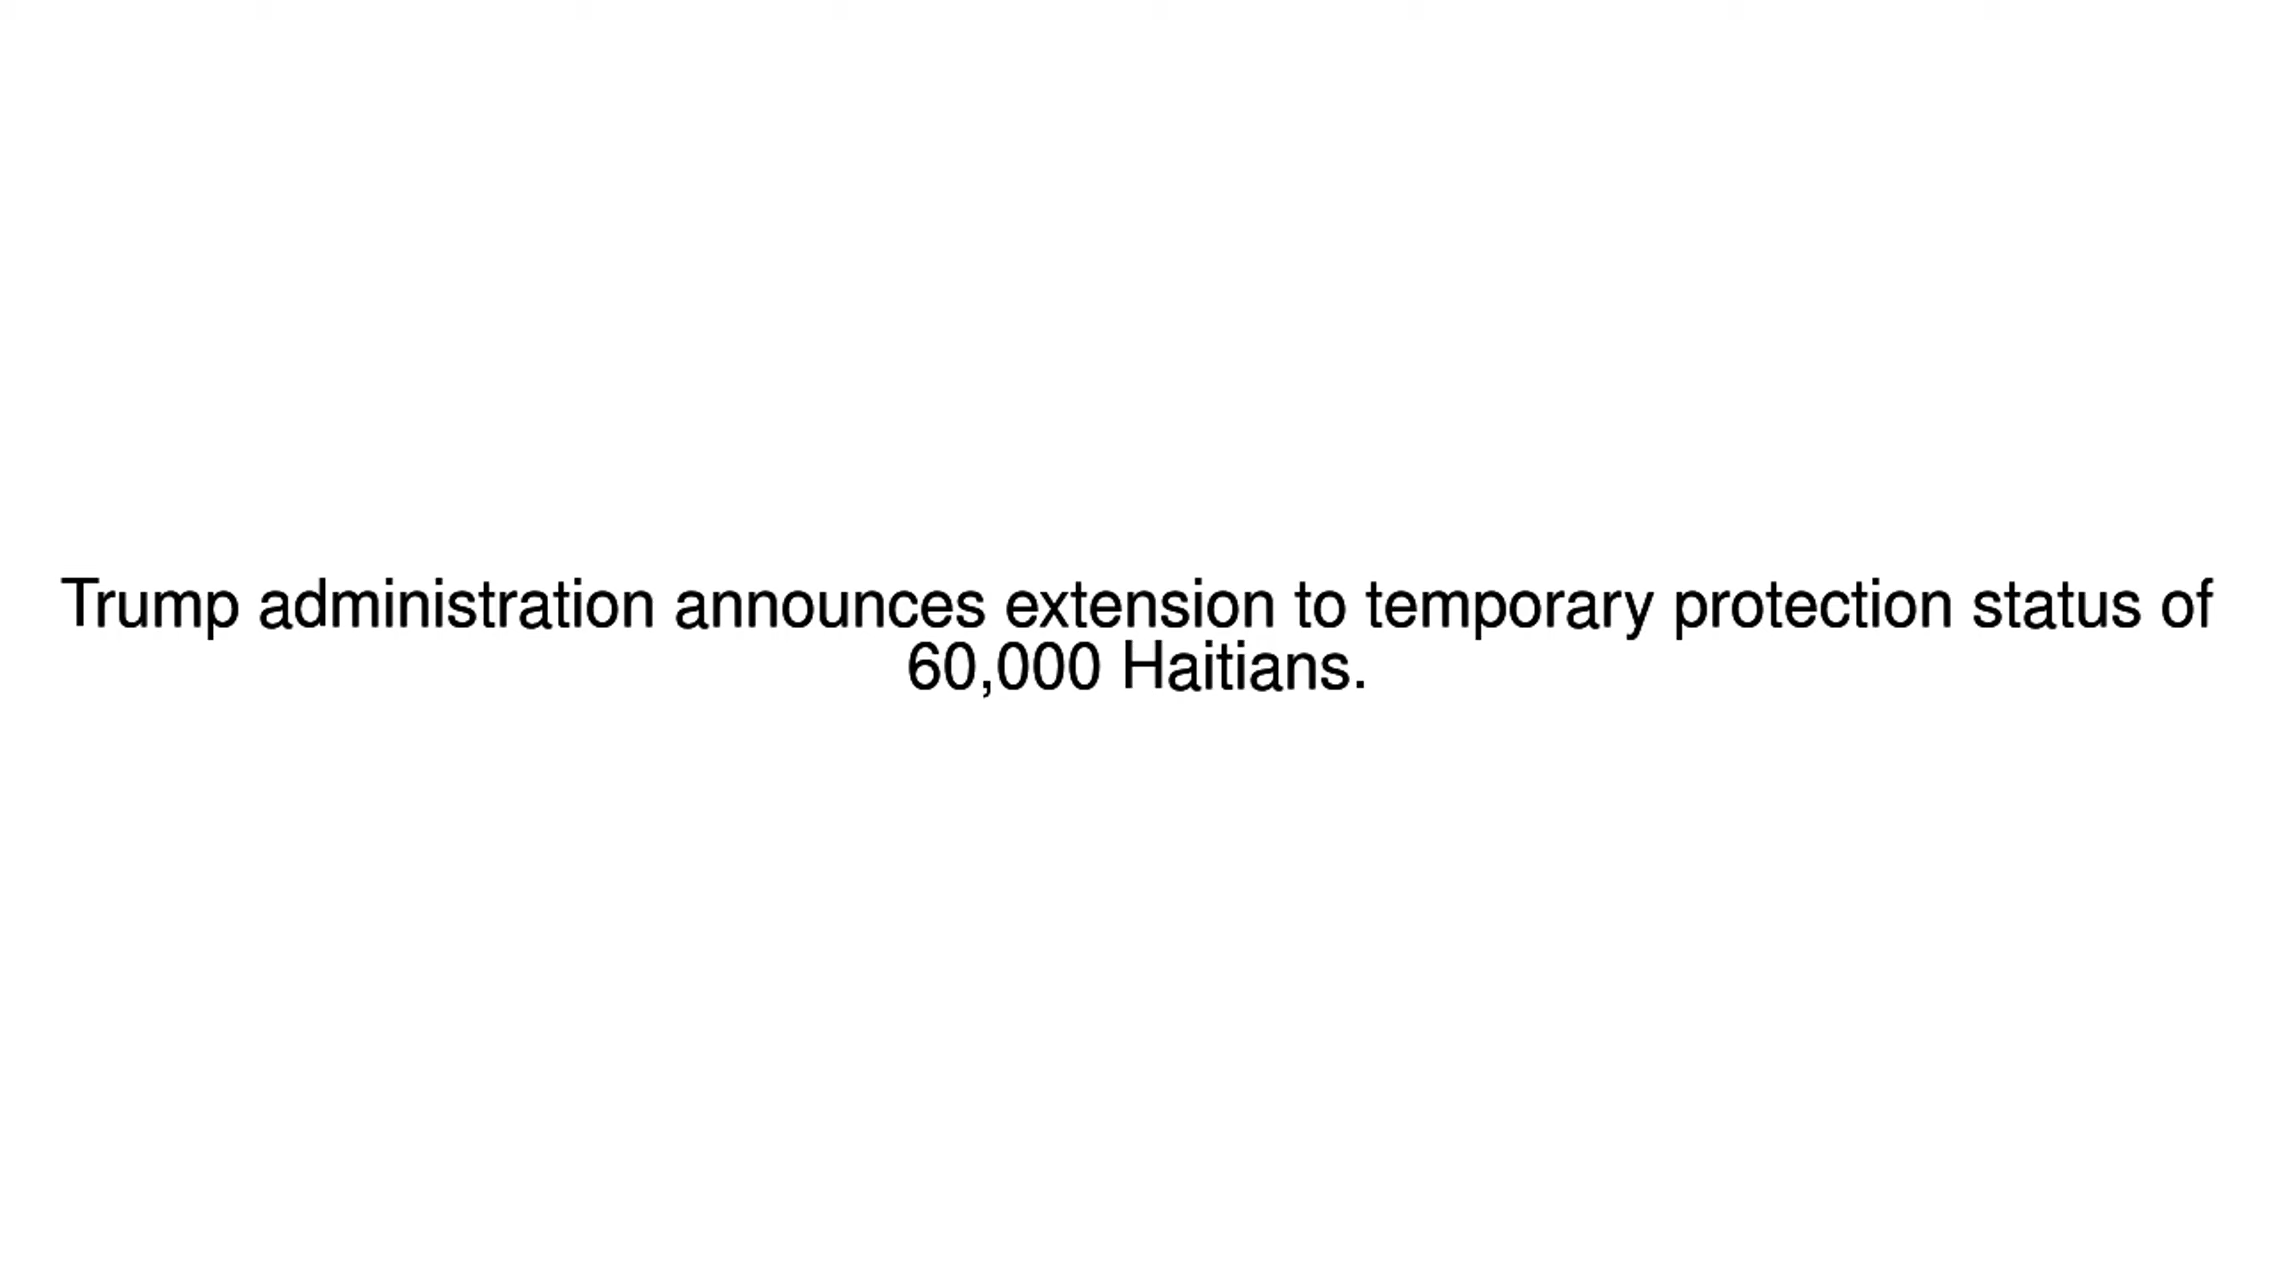 Trump administration announces extension to temporary protection status of
60,000 Haitians.